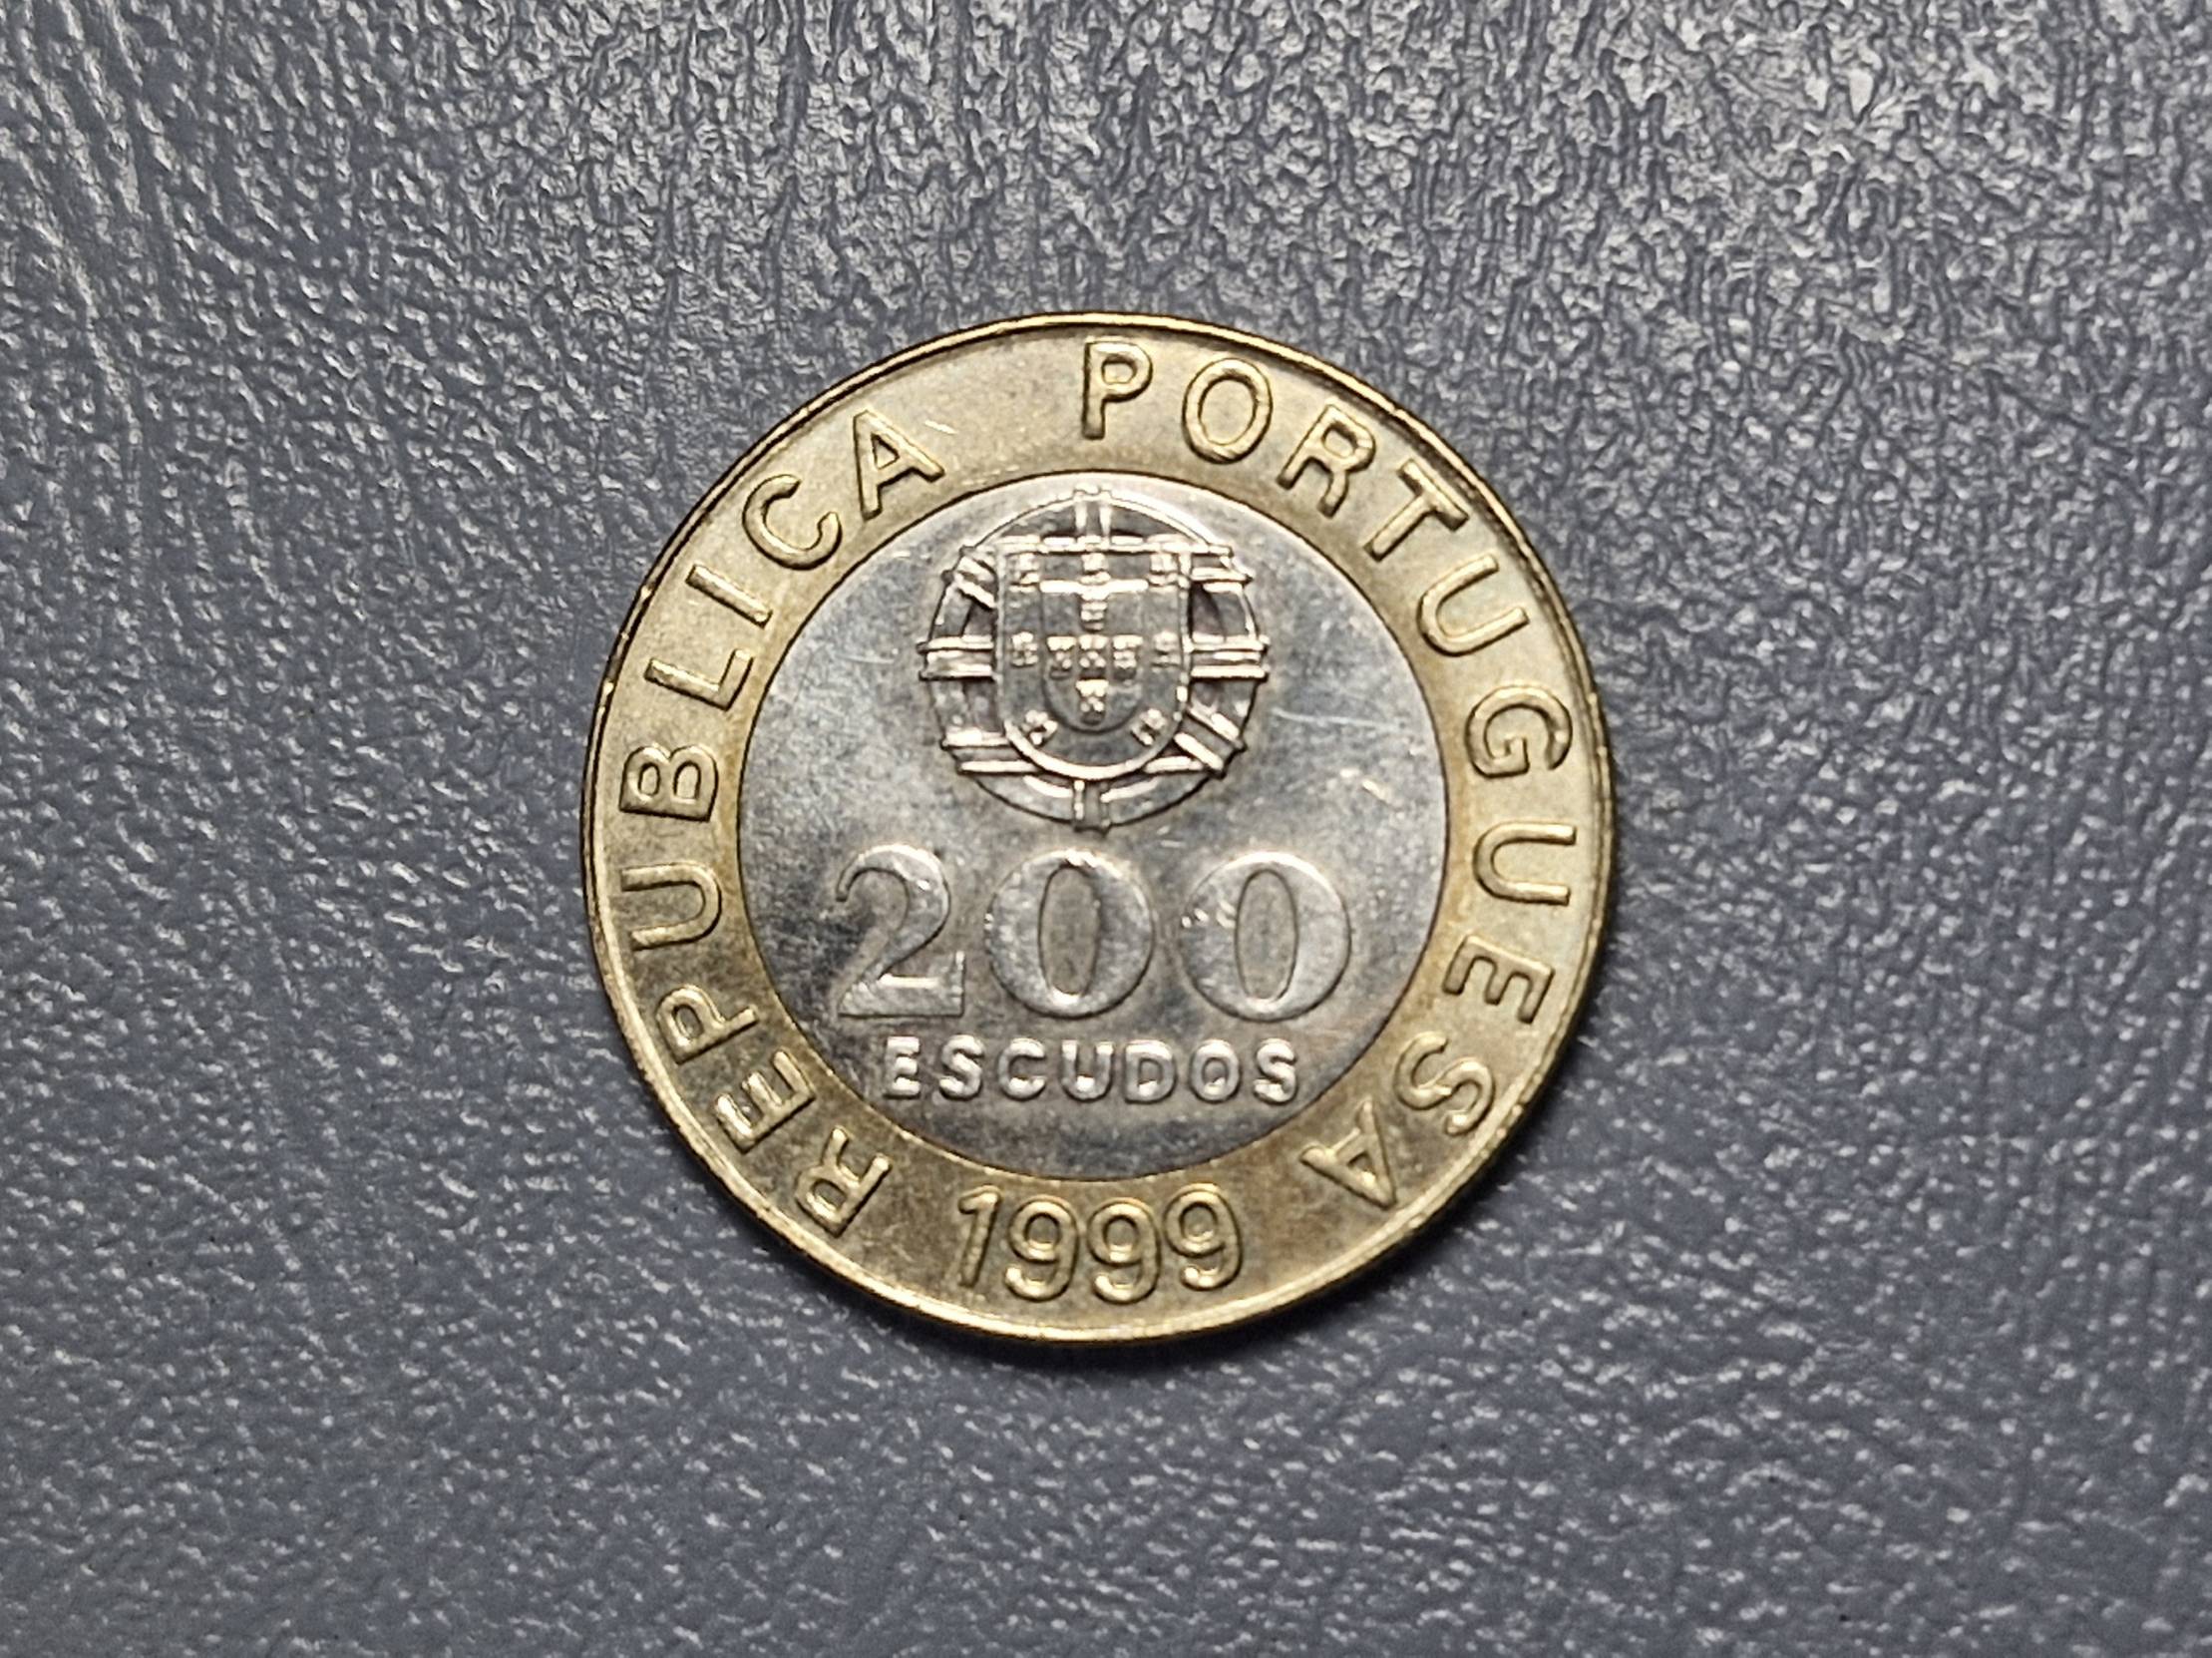 REPUBLICA PORTUGUESA
200
ESCUDOS
1999